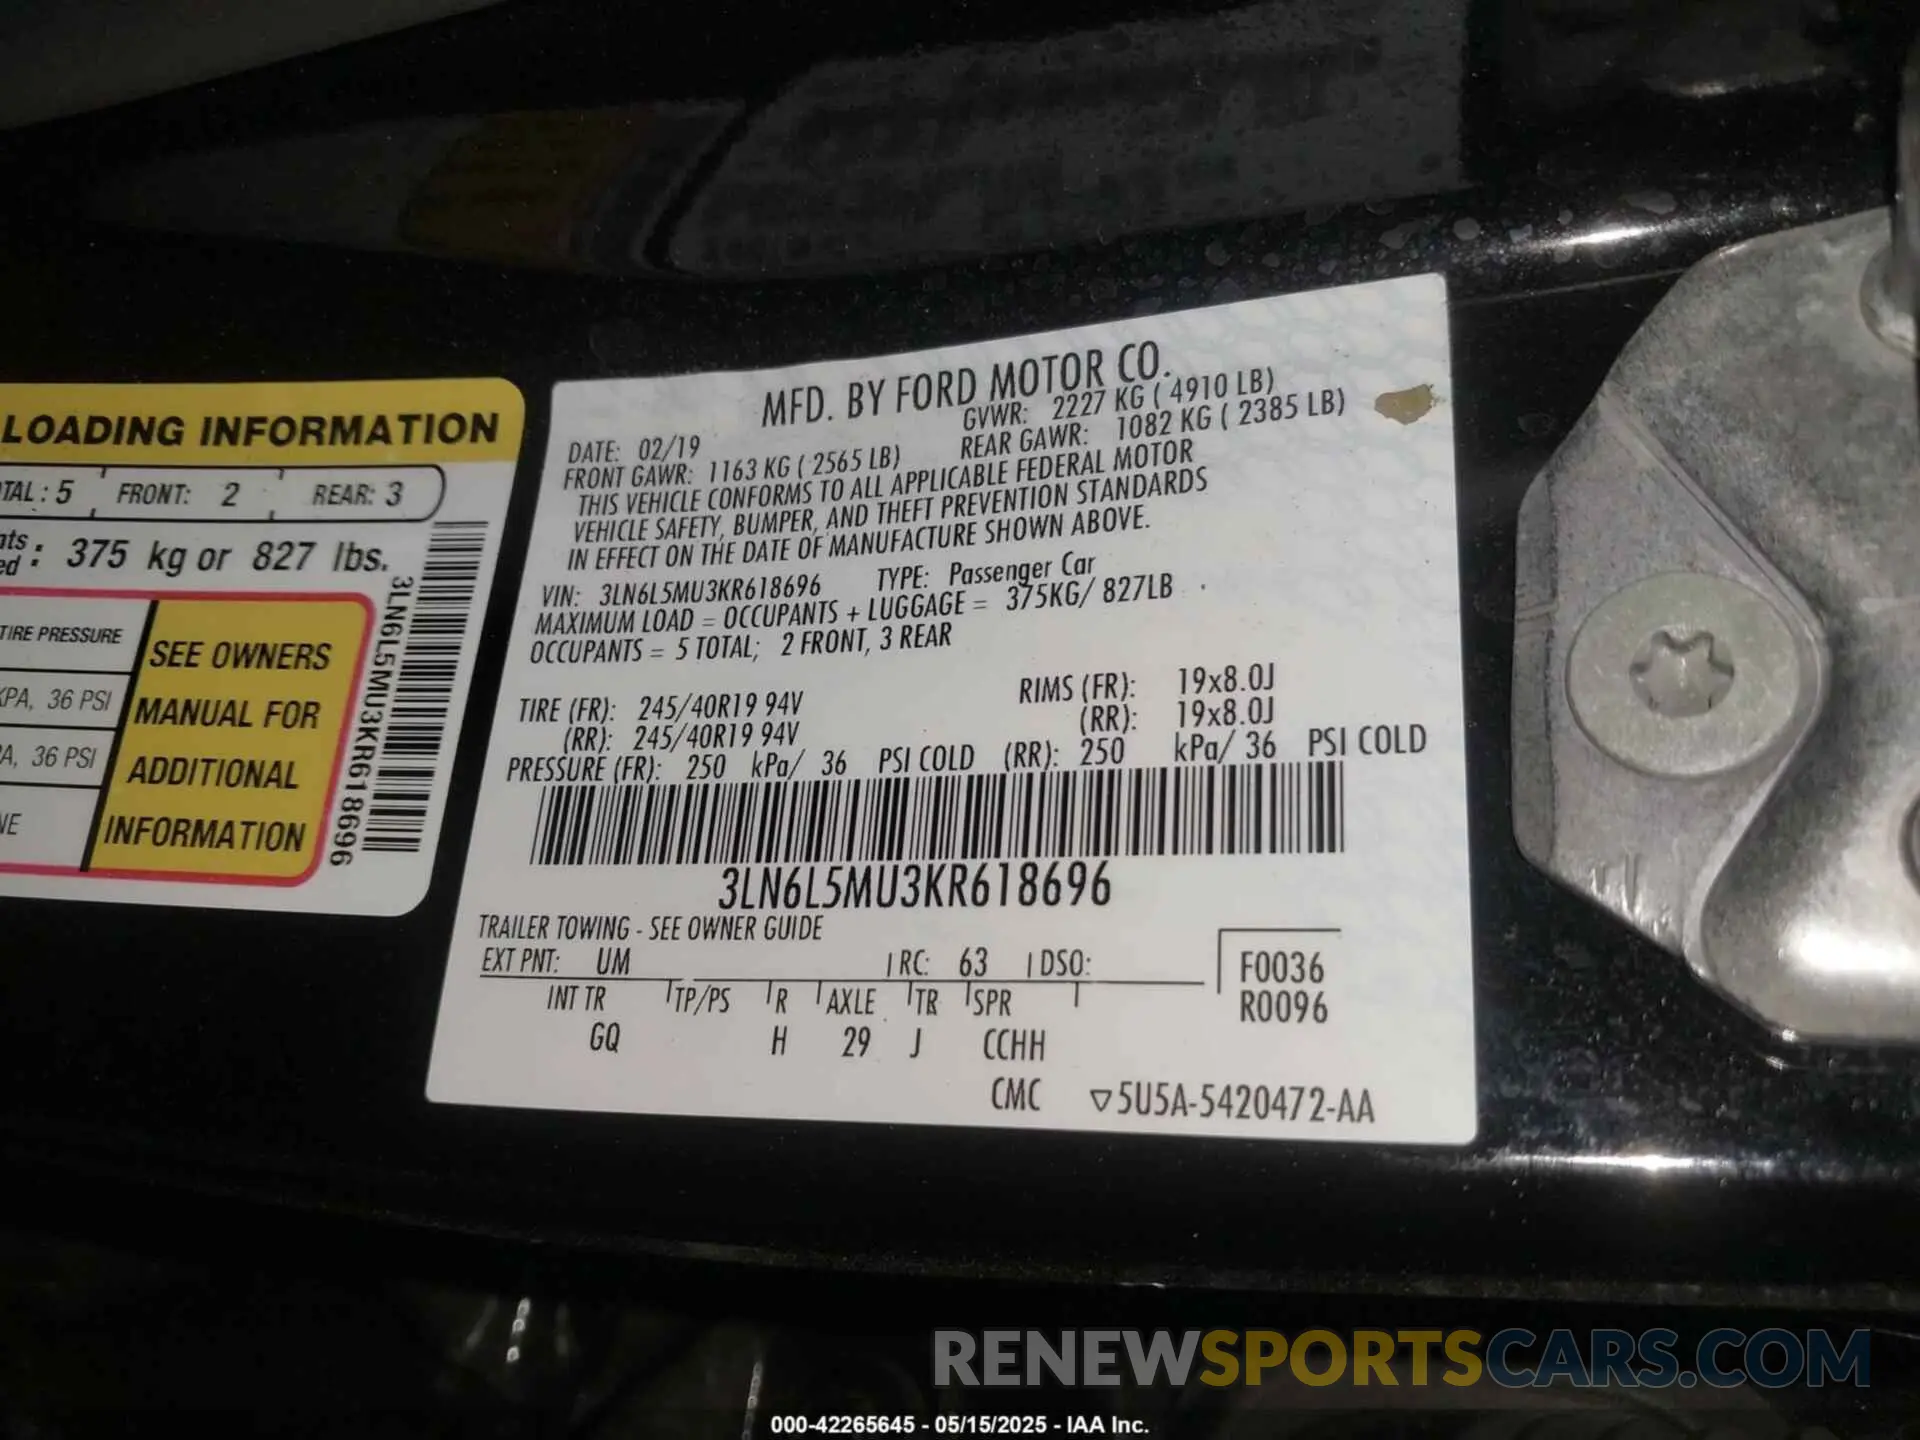 LOADING INFORMATION
TAL : 5 FRONT: 2 REAR: 3
: 375 kg or 827 lbs.
TIRE PRESSURE
KPA, 36 PSI
PA, 36 PSI
SEE OWNERS
MANUAL FOR
ADDITIONAL
INFORMATION
3LN6L5MU3KR618696
MFD. BY FORD MOTOR CO.
DATE: 02/19 GVWR: 2227 KG ( 4910 LB)
FRONT GAWR: 1163 KG ( 2565 LB) REAR GAWR: 1082 KG ( 2385 LB)
THIS VEHICLE CONFORMS TO ALL APPLICABLE FEDERAL MOTOR
VEHICLE SAFETY, BUMPER, AND THEFT PREVENTION STANDARDS
IN EFFECT ON THE DATE OF MANUFACTURE SHOWN ABOVE.
VIN: 3LN6L5MU3KR618696 TYPE: Passenger Car
MAXIMUM LOAD = OCCUPANTS + LUGGAGE = 375KG/ 827LB
OCCUPANTS = 5 TOTAL; 2 FRONT, 3 REAR
TIRE (FR): 245/40R19 94V RIMS (FR): 19x8.0J
(RR): 245/40R19 94V (RR): 19x8.0J
PRESSURE (FR): 250 kPa/ 36 PSI COLD (RR): 250 kPa/ 36 PSI COLD
3LN6L5MU3KR618696
TRAILER TOWING - SEE OWNER GUIDE
EXT PNT: UM RC: 63 DSO: F0036
INT TR TP/PS R AXLE TR SPR R0096
GQ H 29 J CCHH
CMC ▽5U5A-5420472-AA
RENEWSPORTSCARS.COM
000-42265645 - 05/15/2025 - IAA Inc.